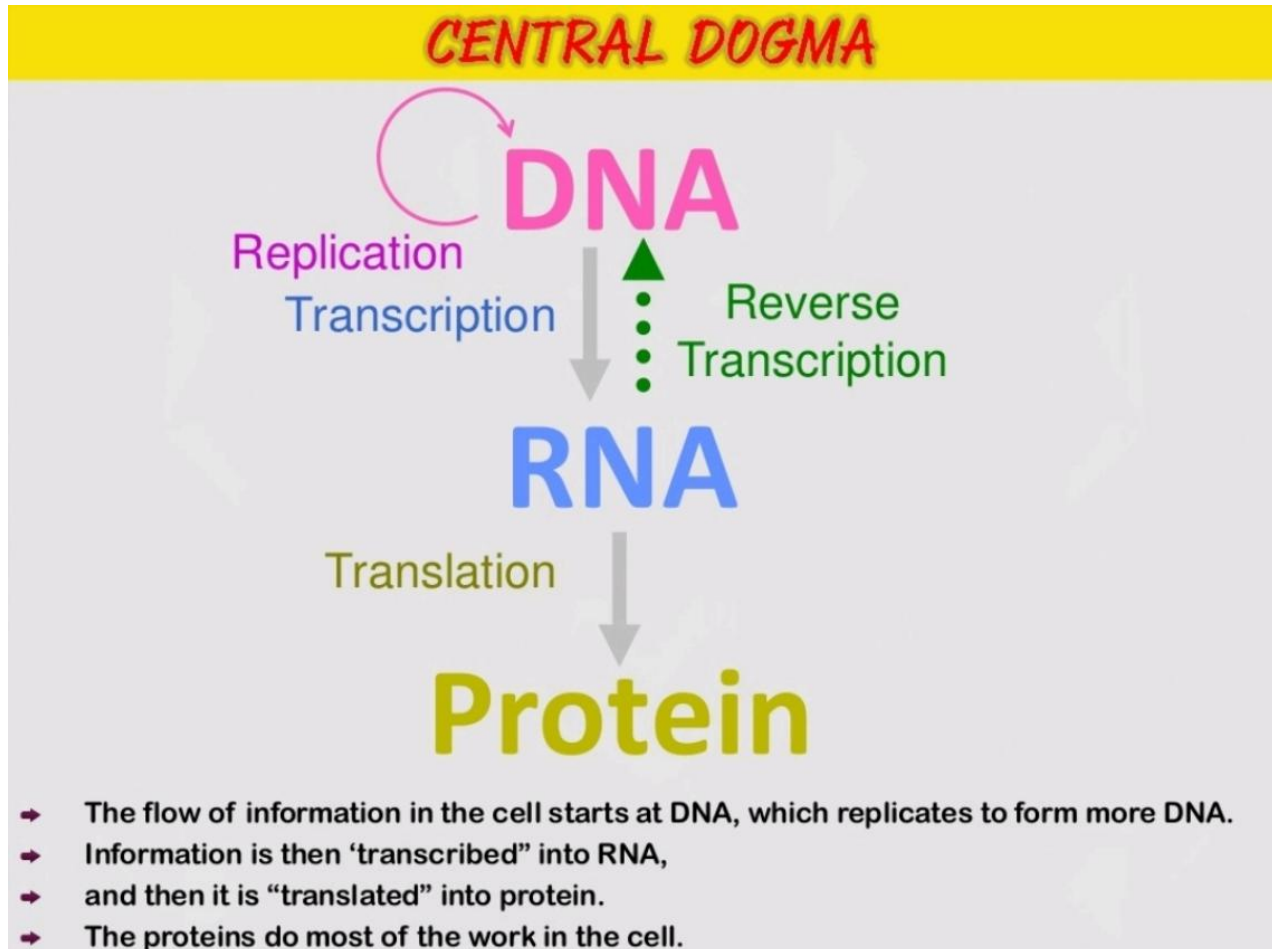 CENTRAL DOGMA
DNA
Replication
Transcription
Reverse
Transcription
RNA
Translation
Protein
The flow of information in the cell starts at DNA, which replicates to form more DNA.
Information is then ‘transcribed” into RNA,
and then it is “translated” into protein.
The proteins do most of the work in the cell.